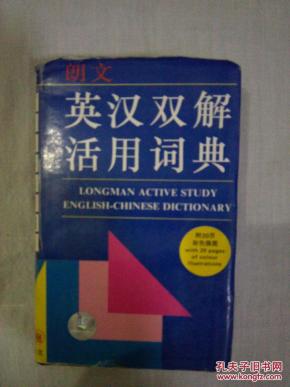 朗文
英汉双解
活用词典
LONGMAN ACTIVE STUDY
ENGLISH-CHINESE DICTIONARY
附20页
彩色插图
with 20 pages
of colour
illustrations
孔夫子旧书网